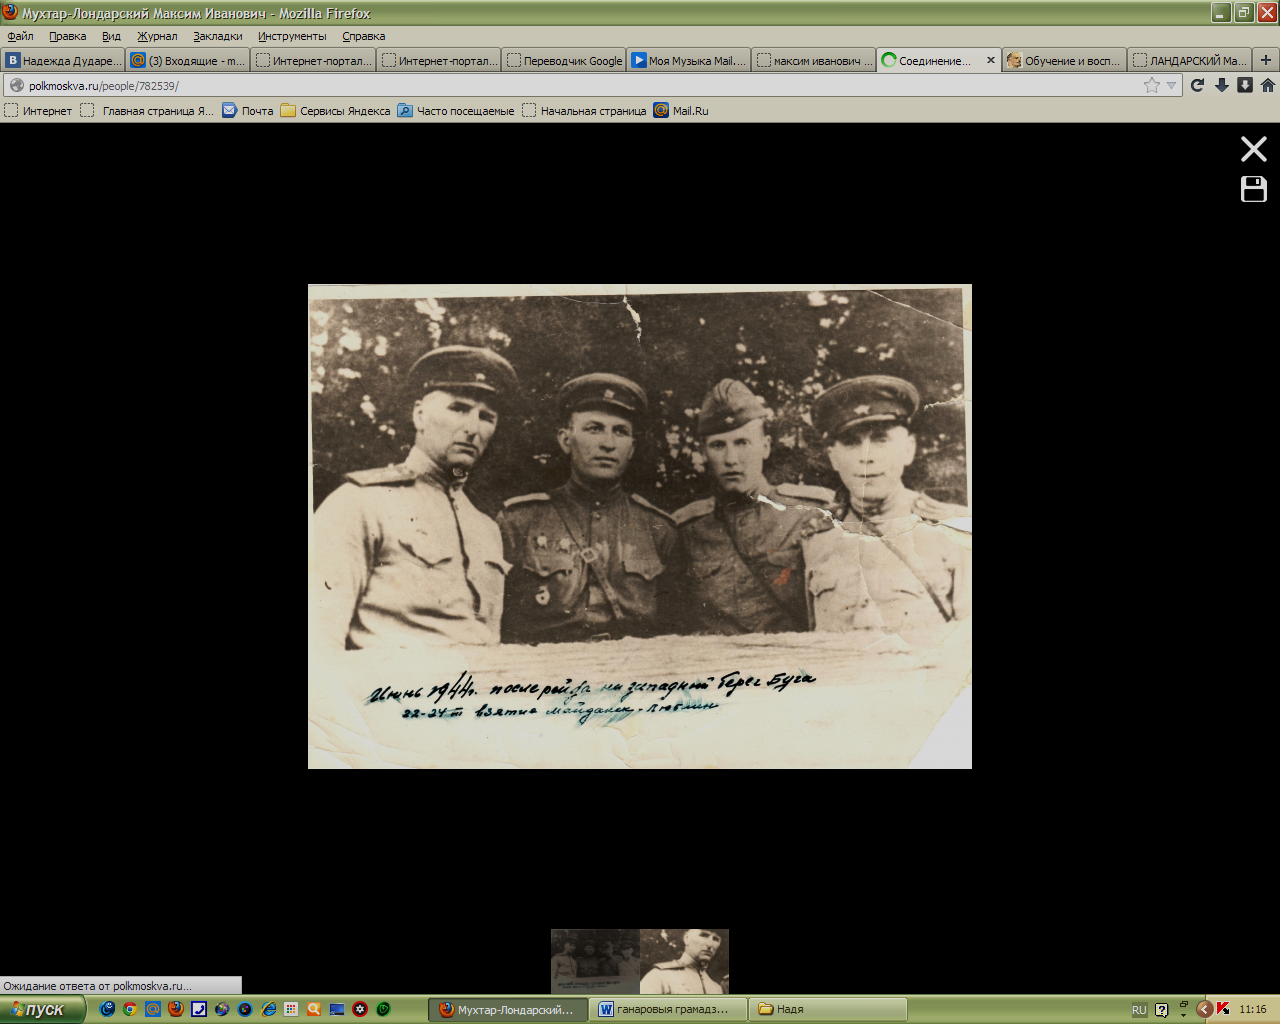 Мухтар-Лондарский Максим Иванович - Mozilla Firefox
Файл Правка Вид Журнал Закладки Инструменты Справка
Надежда Дударе... (3) Входящие - m... Интернет-портал... Интернет-портал... Переводчик Google Моя Музыка Mail.... максим иванович ... Соединение... Обучение и восп... ЛАНДАРСКИЙ Ма...
polkmoskva.ru/people/782539/
Интернет Главная страница Я... Почта Сервисы Яндекса Часто посещаемые Начальная страница Mail.Ru
Июнь 1944г. после рейда на западный берег Буга
22-24 III взятие майданек-Люблин
Ожидание ответа от polkmoskva.ru...
пуск Мухтар-Лондарский... ганаровыя грамадз... Надя RU 11:16